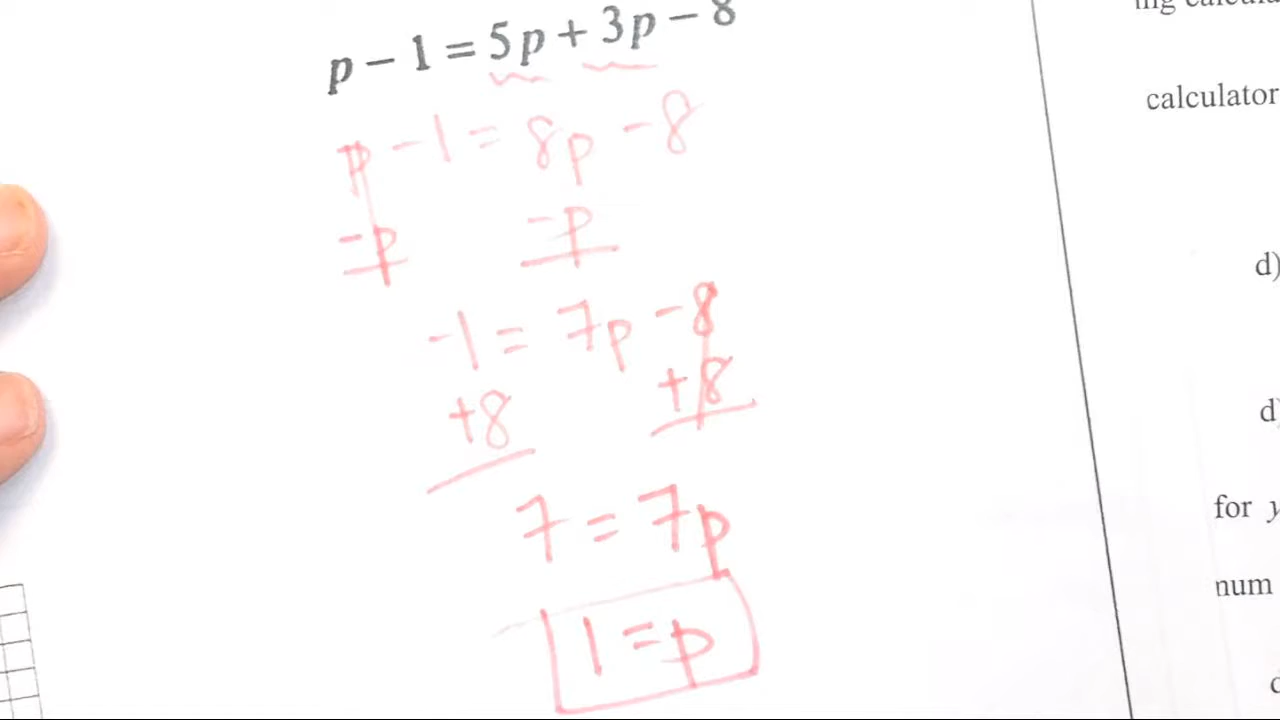 p − 1 = 5p + 3p − 8
p − 1 = 8p − 8
−p −p
−1 = 7p − 8
+8 +8
7 = 7p
1 = p
calculator
d)
for y
num